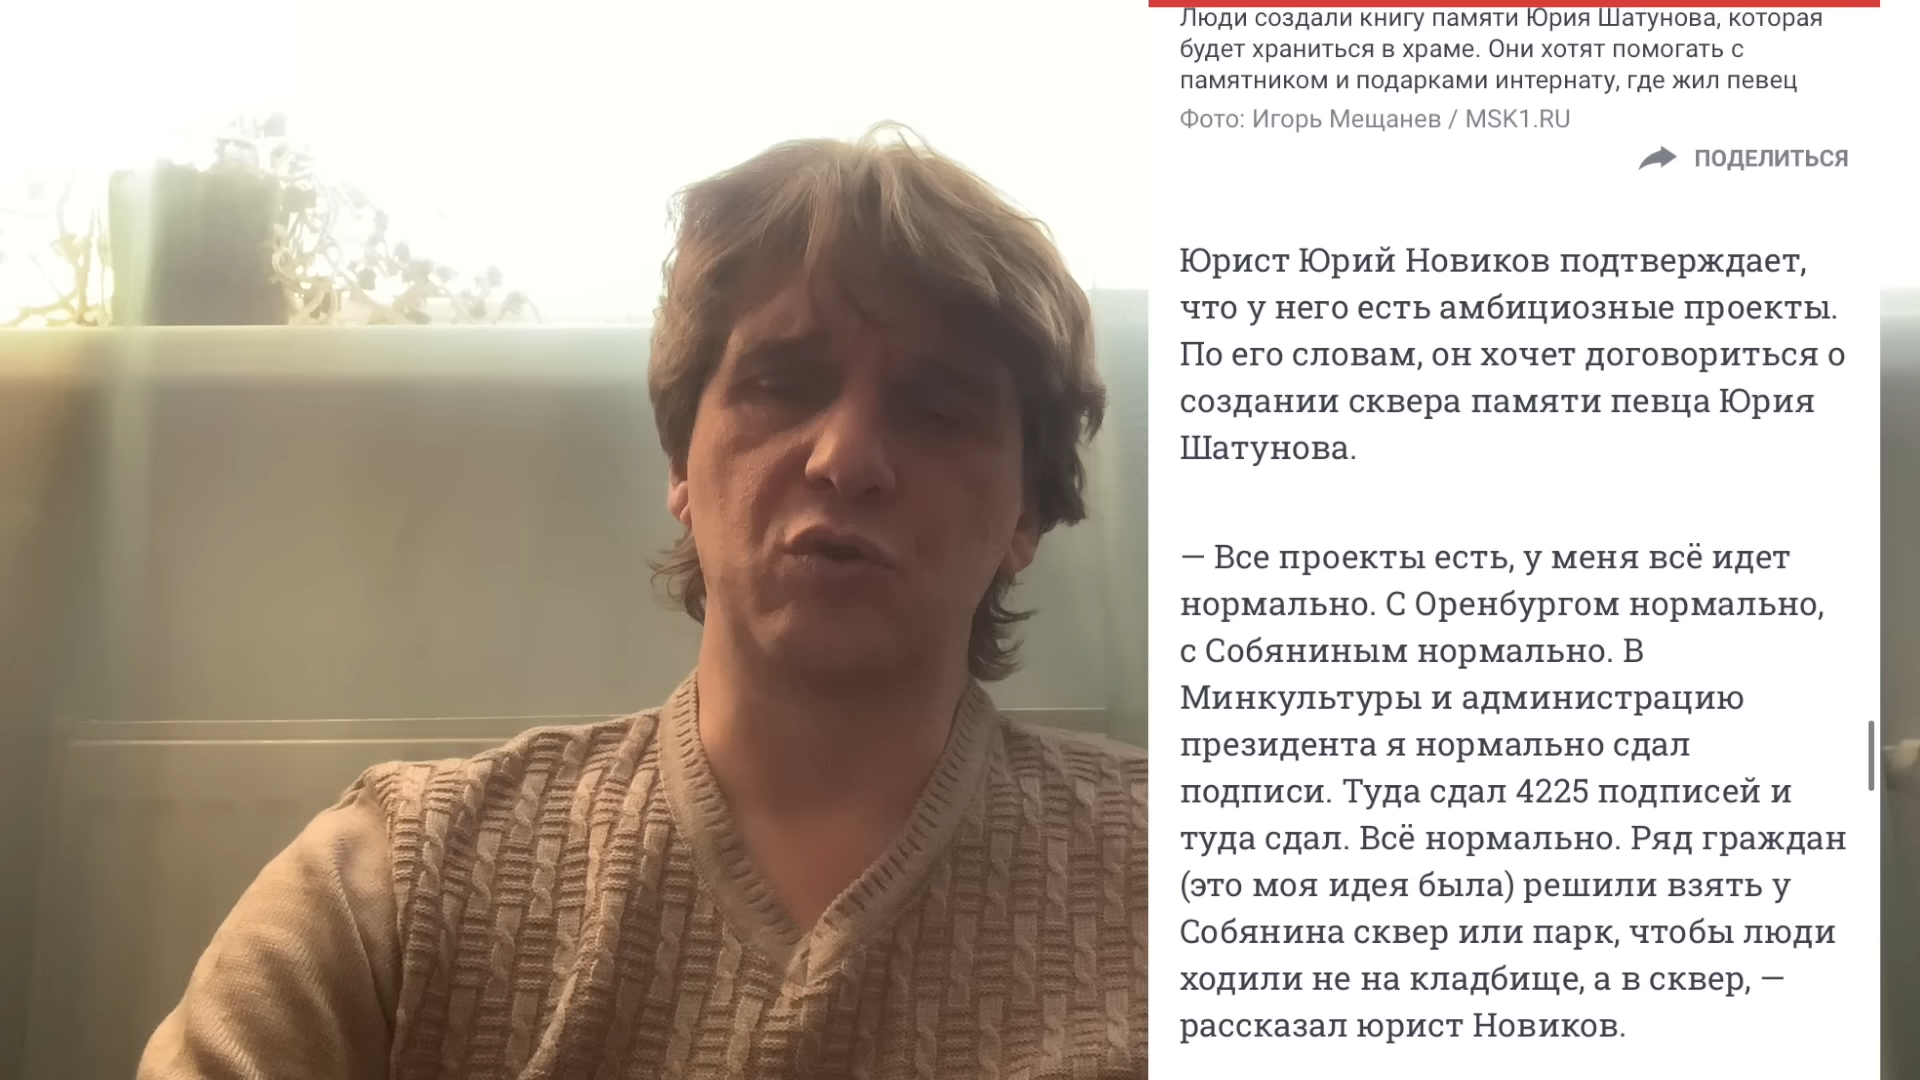 Люди создали книгу памяти Юрия Шатунова, которая
будет храниться в храме. Они хотят помогать с
памятником и подарками интернату, где жил певец
Фото: Игорь Мещанев / MSK1.RU
ПОДЕЛИТЬСЯ
Юрист Юрий Новиков подтверждает,
что у него есть амбициозные проекты.
По его словам, он хочет договориться о
создании сквера памяти певца Юрия
Шатунова.
— Все проекты есть, у меня всё идет
нормально. С Оренбургом нормально,
с Собяниным нормально. В
Минкультуры и администрацию
президента я нормально сдал
подписи. Туда сдал 4225 подписей и
туда сдал. Всё нормально. Ряд граждан
(это моя идея была) решили взять у
Собянина сквер или парк, чтобы люди
ходили не на кладбище, а в сквер, —
рассказал юрист Новиков.